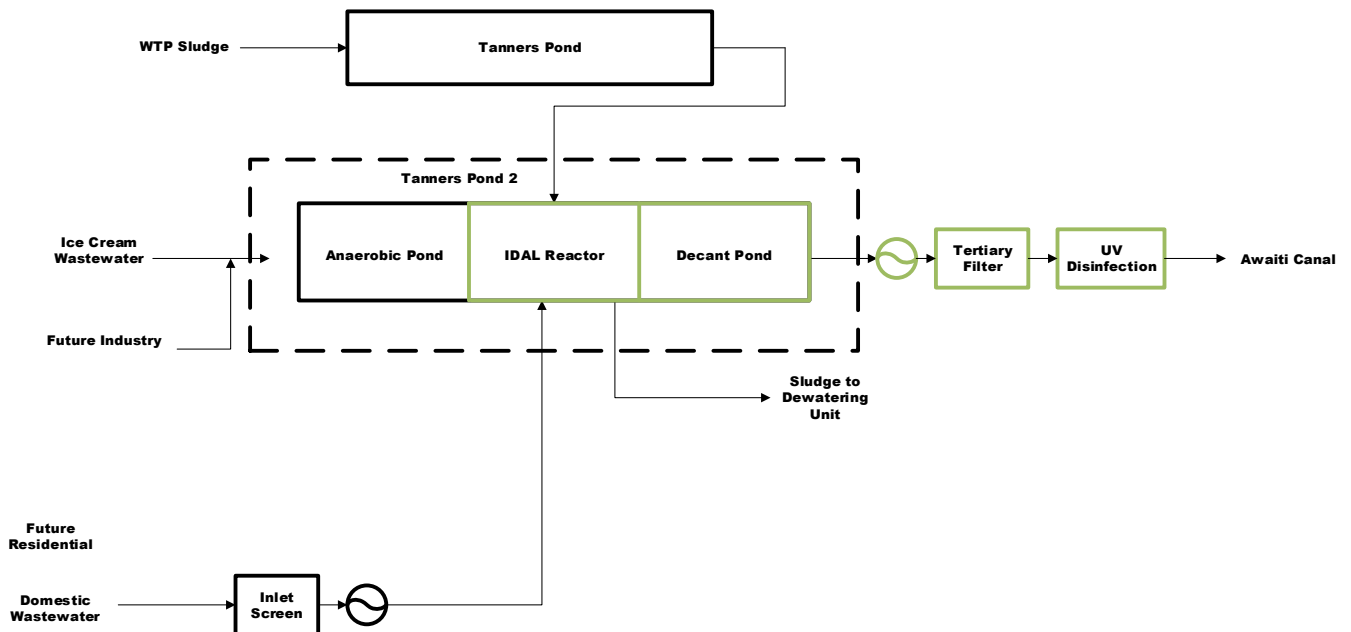 WTP Sludge
Tanners Pond
Tanners Pond 2
Ice Cream
Wastewater
Anaerobic Pond
IDAL Reactor
Decant Pond
Tertiary
Filter
UV
Disinfection
Awaiti Canal
Future Industry
Sludge to
Dewatering
Unit
Future
Residential
Domestic
Wastewater
Inlet
Screen